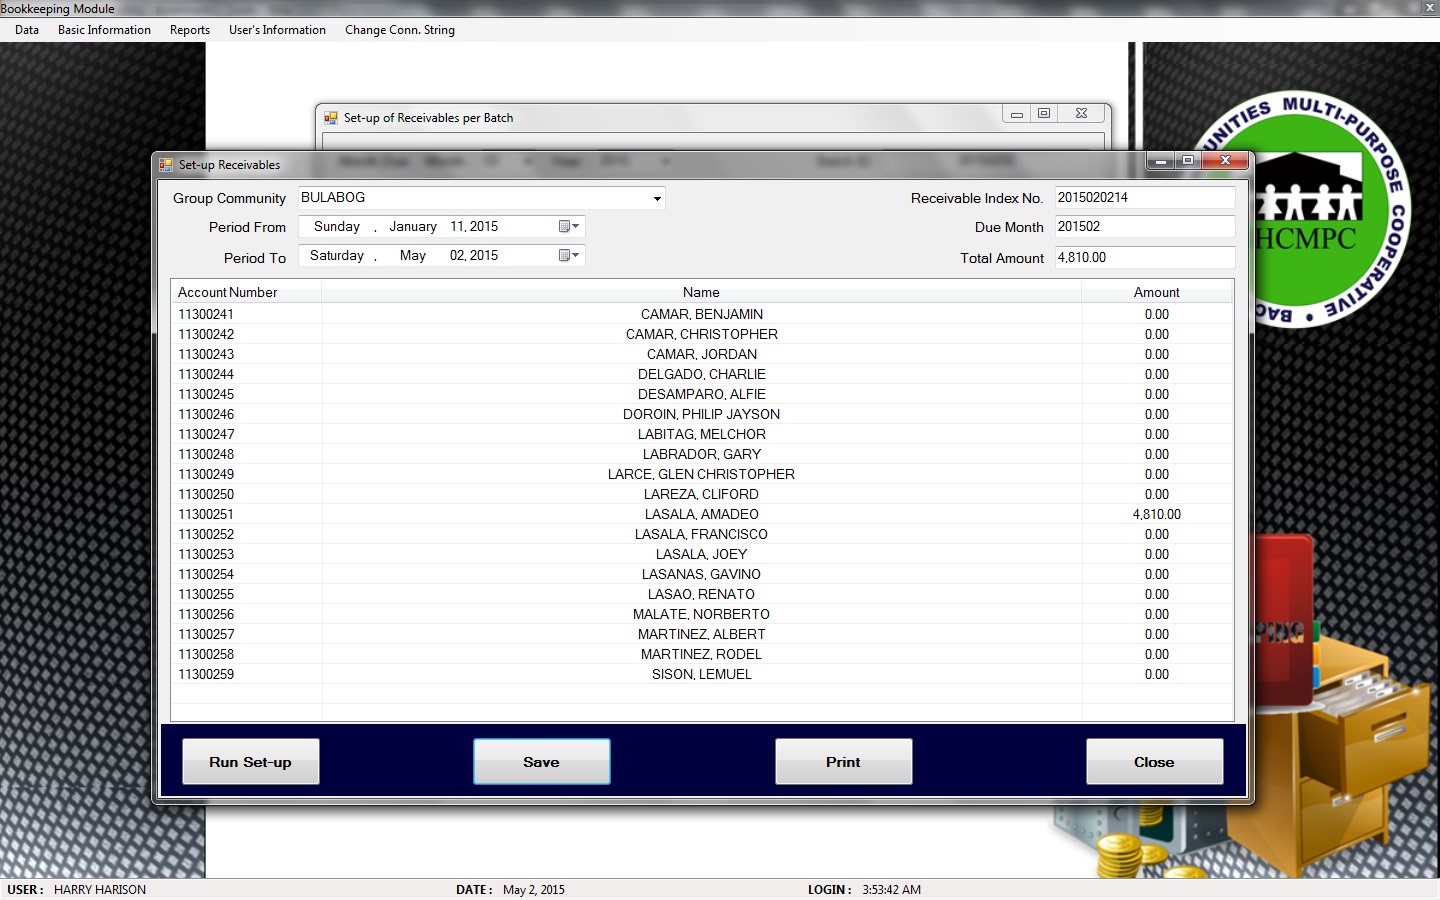 Bookkeeping Module
Data Basic Information Reports User's Information Change Conn. String
Set-up of Receivables per Batch
Month Due Month 02 Year 2015 Batch ID
Set-up Receivables
Group Community BULABOG Receivable Index No. 2015020214
Period From Sunday , January 11, 2015 Due Month 201502
Period To Saturday , May 02, 2015 Total Amount 4,810.00
Account Number Name Amount
11300241 CAMAR, BENJAMIN 0.00
11300242 CAMAR, CHRISTOPHER 0.00
11300243 CAMAR, JORDAN 0.00
11300244 DELGADO, CHARLIE 0.00
11300245 DESAMPARO, ALFIE 0.00
11300246 DOROIN, PHILIP JAYSON 0.00
11300247 LABITAG, MELCHOR 0.00
11300248 LABRADOR, GARY 0.00
11300249 LARCE, GLEN CHRISTOPHER 0.00
11300250 LAREZA, CLIFORD 0.00
11300251 LASALA, AMADEO 4,810.00
11300252 LASALA, FRANCISCO 0.00
11300253 LASALA, JOEY 0.00
11300254 LASANAS, GAVINO 0.00
11300255 LASAO, RENATO 0.00
11300256 MALATE, NORBERTO 0.00
11300257 MARTINEZ, ALBERT 0.00
11300258 MARTINEZ, RODEL 0.00
11300259 SISON, LEMUEL 0.00
Run Set-up Save Print Close
UNITIES MULTI-PURPOSE COOPERATIVE • BAC
HCMPC
PING
USER : HARRY HARISON DATE : May 2, 2015 LOGIN : 3:53:42 AM